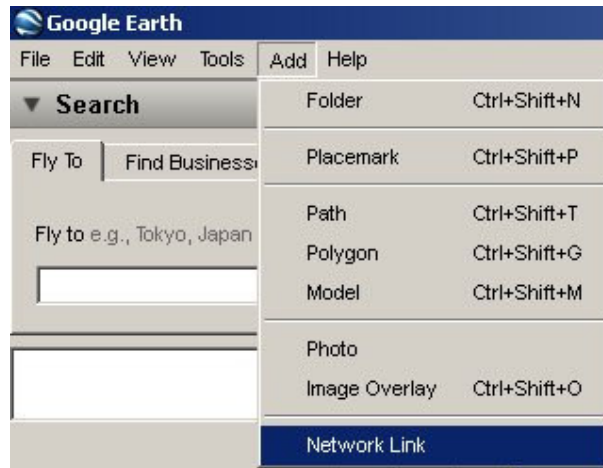 Google Earth
File Edit View Tools Add Help
Search
Folder Ctrl+Shift+N
Fly To Find Business
Placemark Ctrl+Shift+P
Path Ctrl+Shift+T
Fly to e.g., Tokyo, Japan
Polygon Ctrl+Shift+G
Model Ctrl+Shift+M
Photo
Image Overlay Ctrl+Shift+O
Network Link